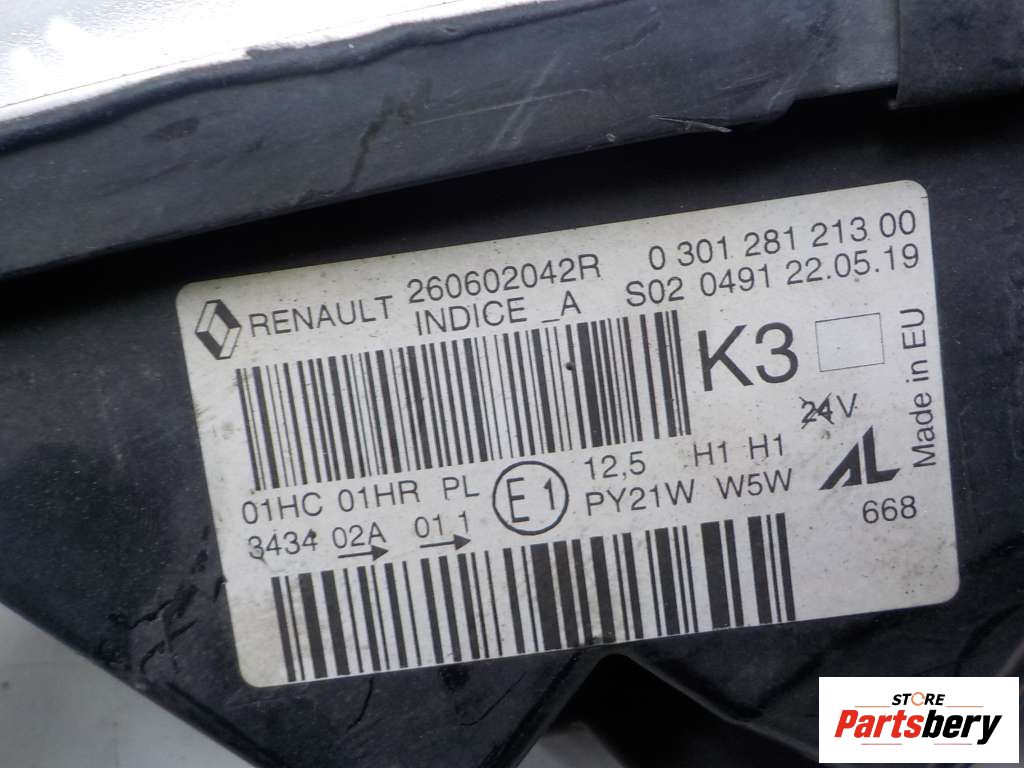 RENAULT 260602042R 0 301 281 213 00
INDICE _A S02 0491 22.05.19
K3
Made in EU
24V
01HC 01HR PL E1 12,5 H1 H1
3434 02A 01 1 PY21W W5W AL
668
STORE
Partsbery